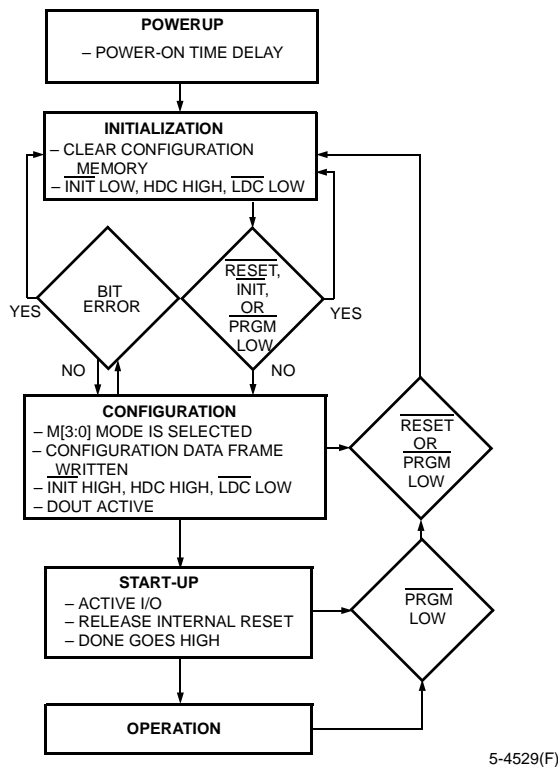 POWERUP
– POWER-ON TIME DELAY
INITIALIZATION
– CLEAR CONFIGURATION
MEMORY
– INIT LOW, HDC HIGH, LDC LOW
BIT
ERROR
YES
NO
RESET,
INIT,
OR
PRGM
LOW
YES
NO
CONFIGURATION
– M[3:0] MODE IS SELECTED
– CONFIGURATION DATA FRAME
WRITTEN
– INIT HIGH, HDC HIGH, LDC LOW
– DOUT ACTIVE
RESET
OR
PRGM
LOW
START-UP
– ACTIVE I/O
– RELEASE INTERNAL RESET
– DONE GOES HIGH
PRGM
LOW
OPERATION
5-4529(F)